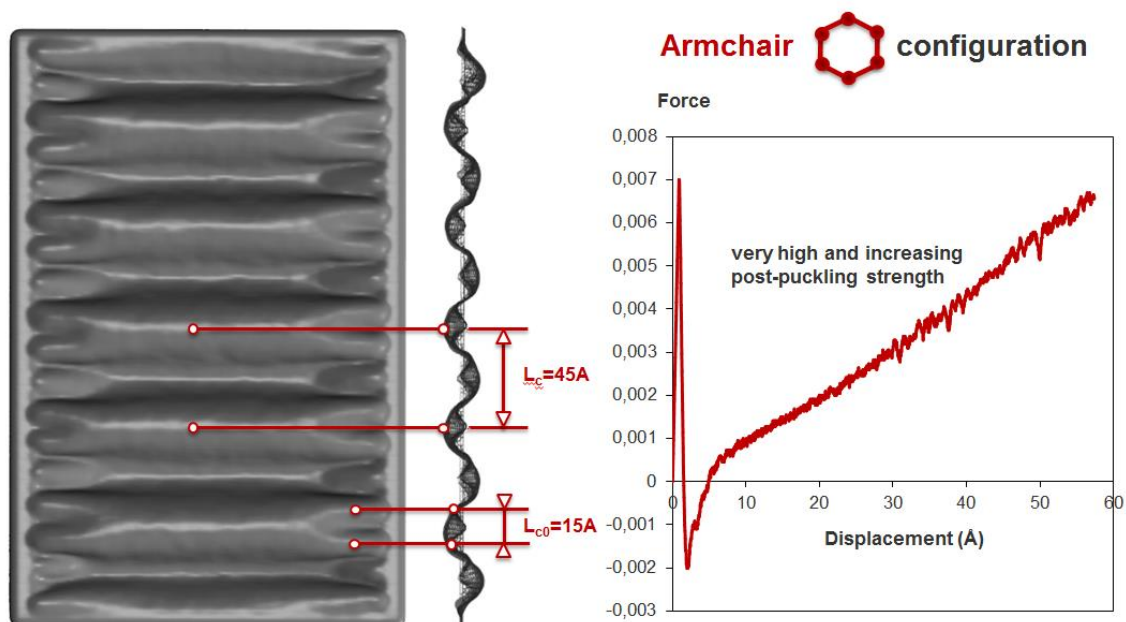 Armchair configuration
Force
0,008
0,007
0,006
0,005
0,004
0,003
0,002
0,001
0
-0,001
-0,002
-0,003
10
20
30
40
50
60
very high and increasing
post-puckling strength
Displacement (Å)
Lc=45A
Lc0=15A